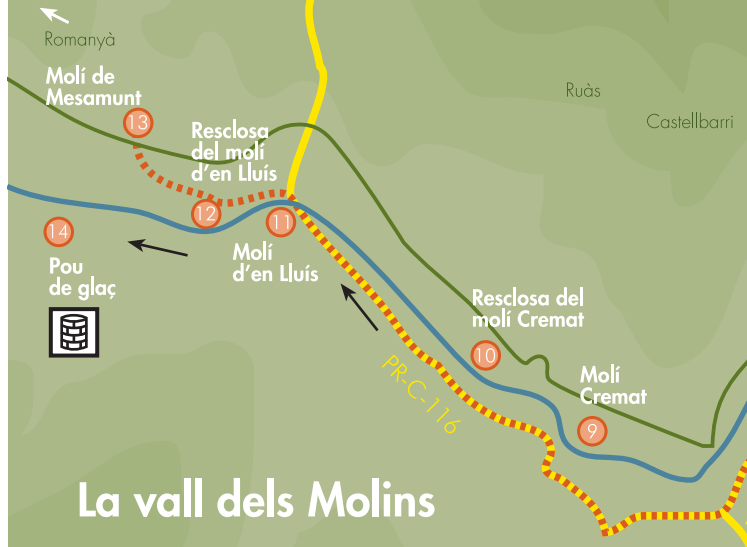 Romanyà
Molí de
Mesamunt
13
Resclosa
del molí
d'en Lluís
12
11
Molí
d'en Lluís
14
Pou
de glaç
Ruàs
Castellbarri
Resclosa del
molí Cremat
10
Molí
Cremat
9
PR-C-116
La vall dels Molins